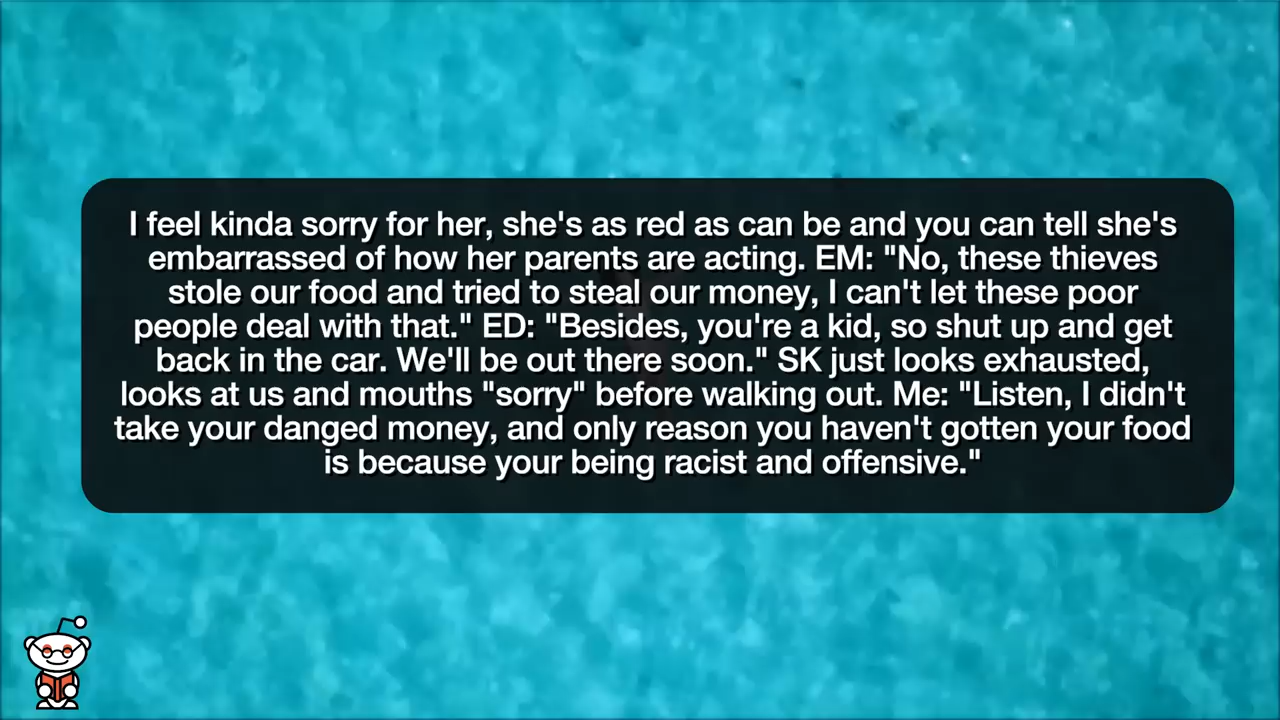 I feel kinda sorry for her, she's as red as can be and you can tell she's
embarrassed of how her parents are acting. EM: "No, these thieves
stole our food and tried to steal our money, I can't let these poor
people deal with that." ED: "Besides, you're a kid, so shut up and get
back in the car. We'll be out there soon." SK just looks exhausted,
looks at us and mouths "sorry" before walking out. Me: "Listen, I didn't
take your danged money, and only reason you haven't gotten your food
is because your being racist and offensive."